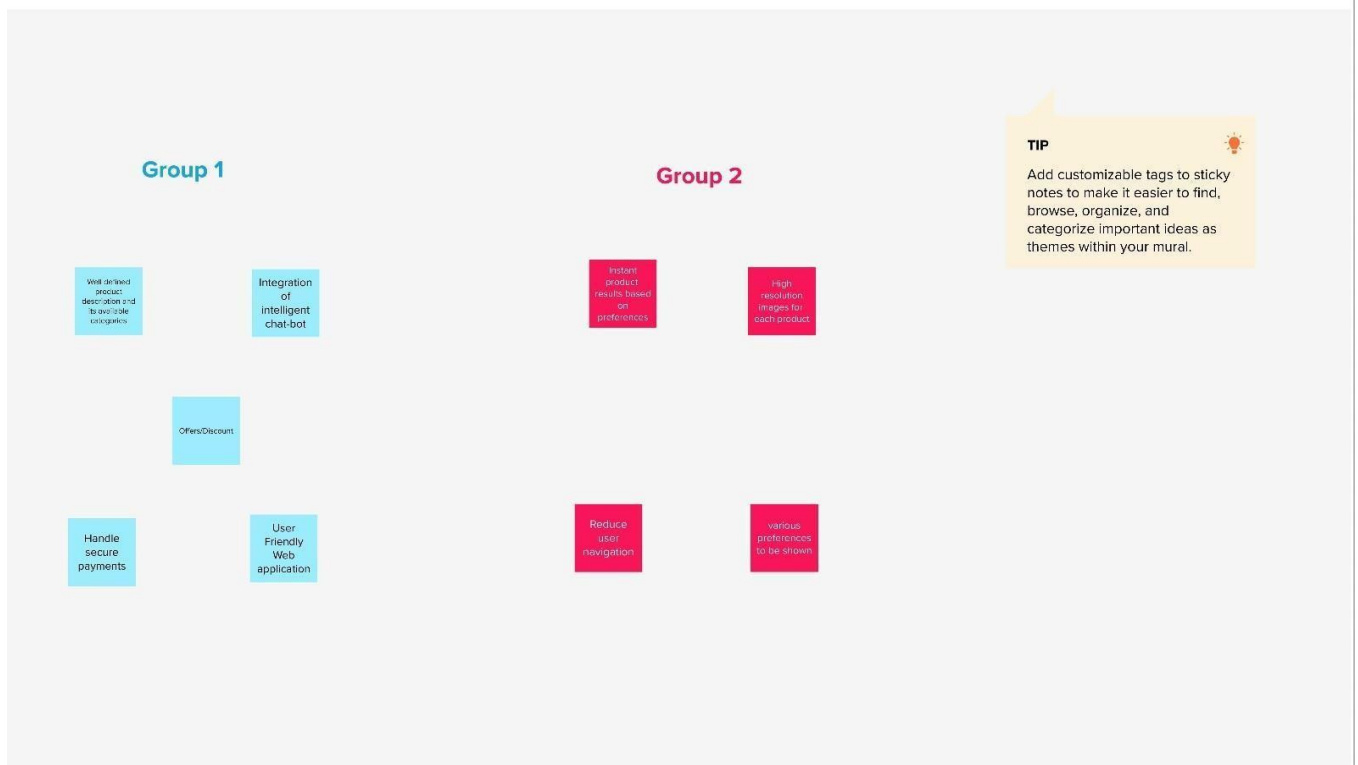 Group 1
Well defined
product
description and
its available
categories
Integration
of
intelligent
chat-bot
Offers/Discount
Handle
secure
payments
User
Friendly
Web
application
Group 2
Instant
product
results based
on
preferences
High
resolution
images for
each product
Reduce
user
navigation
various
preferences
to be shown
TIP
Add customizable tags to sticky
notes to make it easier to find,
browse, organize, and
categorize important ideas as
themes within your mural.